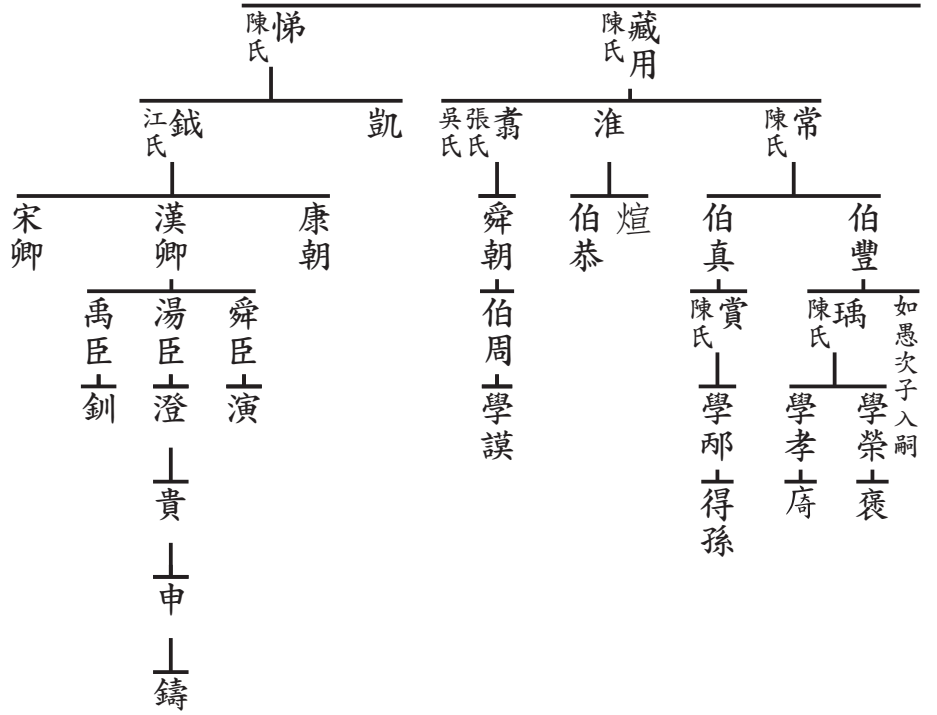 藏用
陳氏
悌
陳氏
常
陳氏
淮
翥
張氏
吳氏
凱
鉞
江氏
伯豐
伯真
煊
伯恭
舜朝
康朝
漢卿
宋卿
如愚次子入嗣
瑀
陳氏
賞
陳氏
伯周
舜臣
湯臣
禹臣
學榮
學孝
學邴
學謨
演
澄
釧
褒
得孫
貴
申
鑄